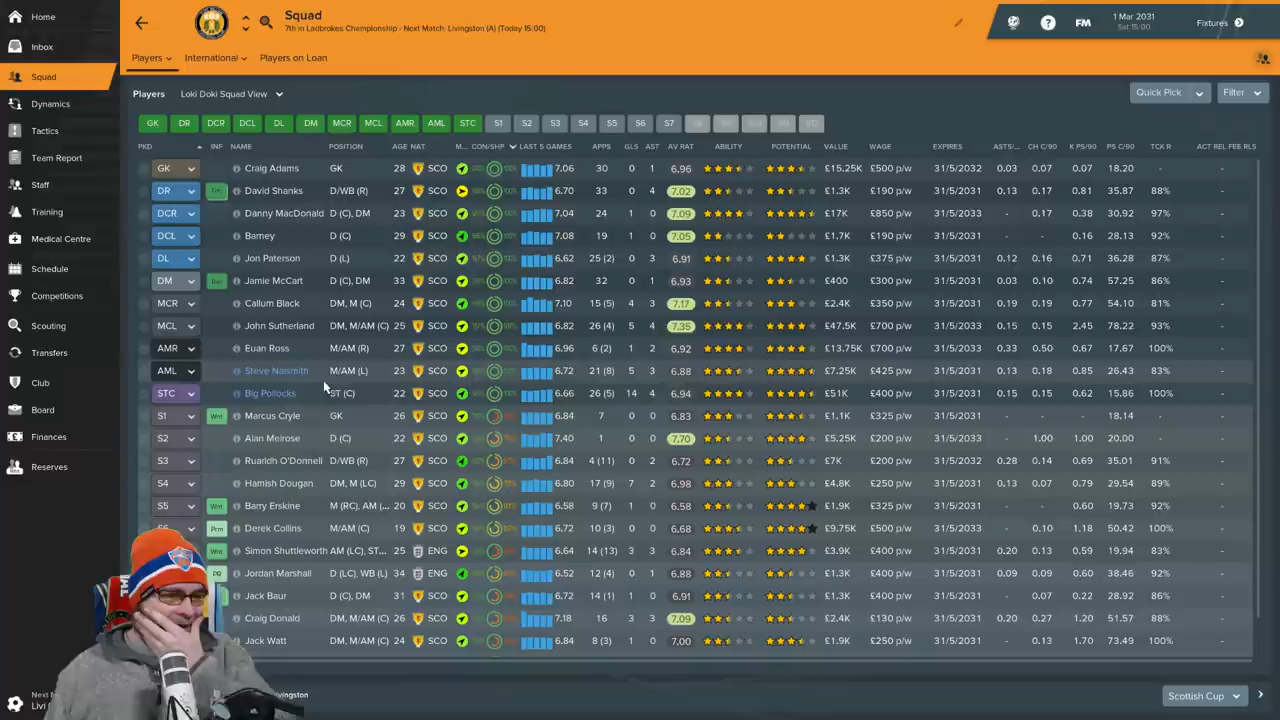 Home
Inbox
Squad
Dynamics
Tactics
Team Report
Staff
Training
Medical Centre
Schedule
Competitions
Scouting
Transfers
Club
Board
Finances
Reserves
Squad
7th in Ladbrokes Championship - Next Match: Livingston (A) (Today 15:00)
FM 1 Mar 2031 Sat 15:00 Fixtures
Players International Players on Loan
Players Loki Doki Squad View Quick Pick Filter
GK DR DCR DCL DL DM MCR MCL AMR AML STC S1 S2 S3 S4 S5 S6 S7
PKD INF NAME POSITION AGE NAT M... CON/SHP LAST 5 GAMES APPS GLS AST AV RAT ABILITY POTENTIAL VALUE WAGE EXPIRES ASTS/... CH C/90 K PS/90 PS C/90 TCK R ACT REL FEE RLS
GK Craig Adams GK 28 SCO 7.06 30 0 1 6.96 £15.25K £500 p/w 31/5/2032 0.03 0.07 0.07 18.20 - -
DR David Shanks D/WB (R) 27 SCO 6.70 33 0 4 7.02 £1.3K £190 p/w 31/5/2031 0.13 0.17 0.81 35.87 88% -
DCR Danny MacDonald D (C), DM 23 SCO 7.04 24 1 0 7.09 £17K £850 p/w 31/5/2033 - 0.17 0.38 30.92 97% -
DCL Barney D (C) 29 SCO 7.08 19 1 0 7.05 £1.7K £190 p/w 31/5/2031 - - 0.16 28.13 92% -
DL Jon Paterson D (L) 22 SCO 6.62 25 (2) 0 3 6.91 £1.3K £375 p/w 31/5/2031 0.12 0.16 0.71 36.28 87% -
DM Jamie McCart D (C), DM 33 SCO 6.82 32 0 1 6.93 £400 £300 p/w 31/5/2031 0.03 0.10 0.74 57.25 86% -
MCR Callum Black DM, M (C) 24 SCO 7.10 15 (5) 4 3 7.17 £2.4K £350 p/w 31/5/2031 0.19 0.19 0.77 54.10 81% -
MCL John Sutherland DM, M/AM (C) 25 SCO 6.82 26 (4) 5 4 7.35 £47.5K £700 p/w 31/5/2033 0.15 0.15 2.45 78.22 93% -
AMR Euan Ross M/AM (R) 27 SCO 6.96 6 (2) 1 2 6.92 £13.75K £700 p/w 31/5/2033 0.33 0.50 0.67 17.67 100% -
AML Steve Naismith M/AM (L) 23 SCO 6.72 21 (8) 5 3 6.88 £7.25K £425 p/w 31/5/2031 0.15 0.18 0.85 26.43 83% -
STC Big Pollocks ST (C) 22 SCO 6.66 26 (5) 14 4 6.94 £51K £400 p/w 31/5/2031 0.15 0.15 0.62 15.86 100% -
S1 Wnt Marcus Cryle GK 26 SCO 6.84 7 0 0 6.83 £1.1K £325 p/w 31/5/2031 - - - 18.14 - -
S2 Alan Melrose D (C) 22 SCO 7.40 1 0 0 7.70 £5.25K £200 p/w 31/5/2033 - 1.00 1.00 20.00 - -
S3 Ruaridh O'Donnell D/WB (R) 27 SCO 6.84 4 (11) 0 2 6.72 £7K £200 p/w 31/5/2032 0.28 0.14 0.69 35.01 91% -
S4 Hamish Dougan DM, M (LC) 29 SCO 6.80 17 (9) 7 2 6.98 £4.8K £250 p/w 31/5/2031 0.13 0.07 0.79 29.54 89% -
S5 Wnt Barry Erskine M (RC), AM (... 20 SCO 6.58 9 (7) 1 0 6.58 £1.9K £325 p/w 31/5/2031 - - 0.60 19.73 92% -
Prm Derek Collins M/AM (C) 19 SCO 6.72 10 (3) 0 0 6.68 £9.75K £325 p/w 31/5/2031 - 0.10 1.18 50.42 100% -
Wnt Simon Shuttleworth AM (LC), ST... 25 ENG 6.64 14 (13) 3 3 6.84 £3.9K £400 p/w 31/5/2031 0.20 0.13 0.59 19.94 83% -
PR Jordan Marshall D (LC), WB (L) 34 ENG 6.52 12 (4) 0 1 6.88 £1.3K £400 p/w 31/5/2031 0.09 0.09 0.60 38.46 92% -
Jack Baur D (C), DM 31 SCO 6.72 14 (1) 1 0 6.91 £1.3K £400 p/w 31/5/2031 - 0.07 0.22 28.92 86% -
Craig Donald DM, M/AM (C) 26 SCO 7.18 16 3 3 7.09 £2.4K £130 p/w 31/5/2031 0.20 0.27 1.20 51.57 88% -
Jack Watt DM, M/AM (C) 24 SCO 6.84 8 (3) 1 0 7.00 £1.9K £250 p/w 31/5/2031 - 0.13 1.70 73.49 100% -
Livi
Scottish Cup